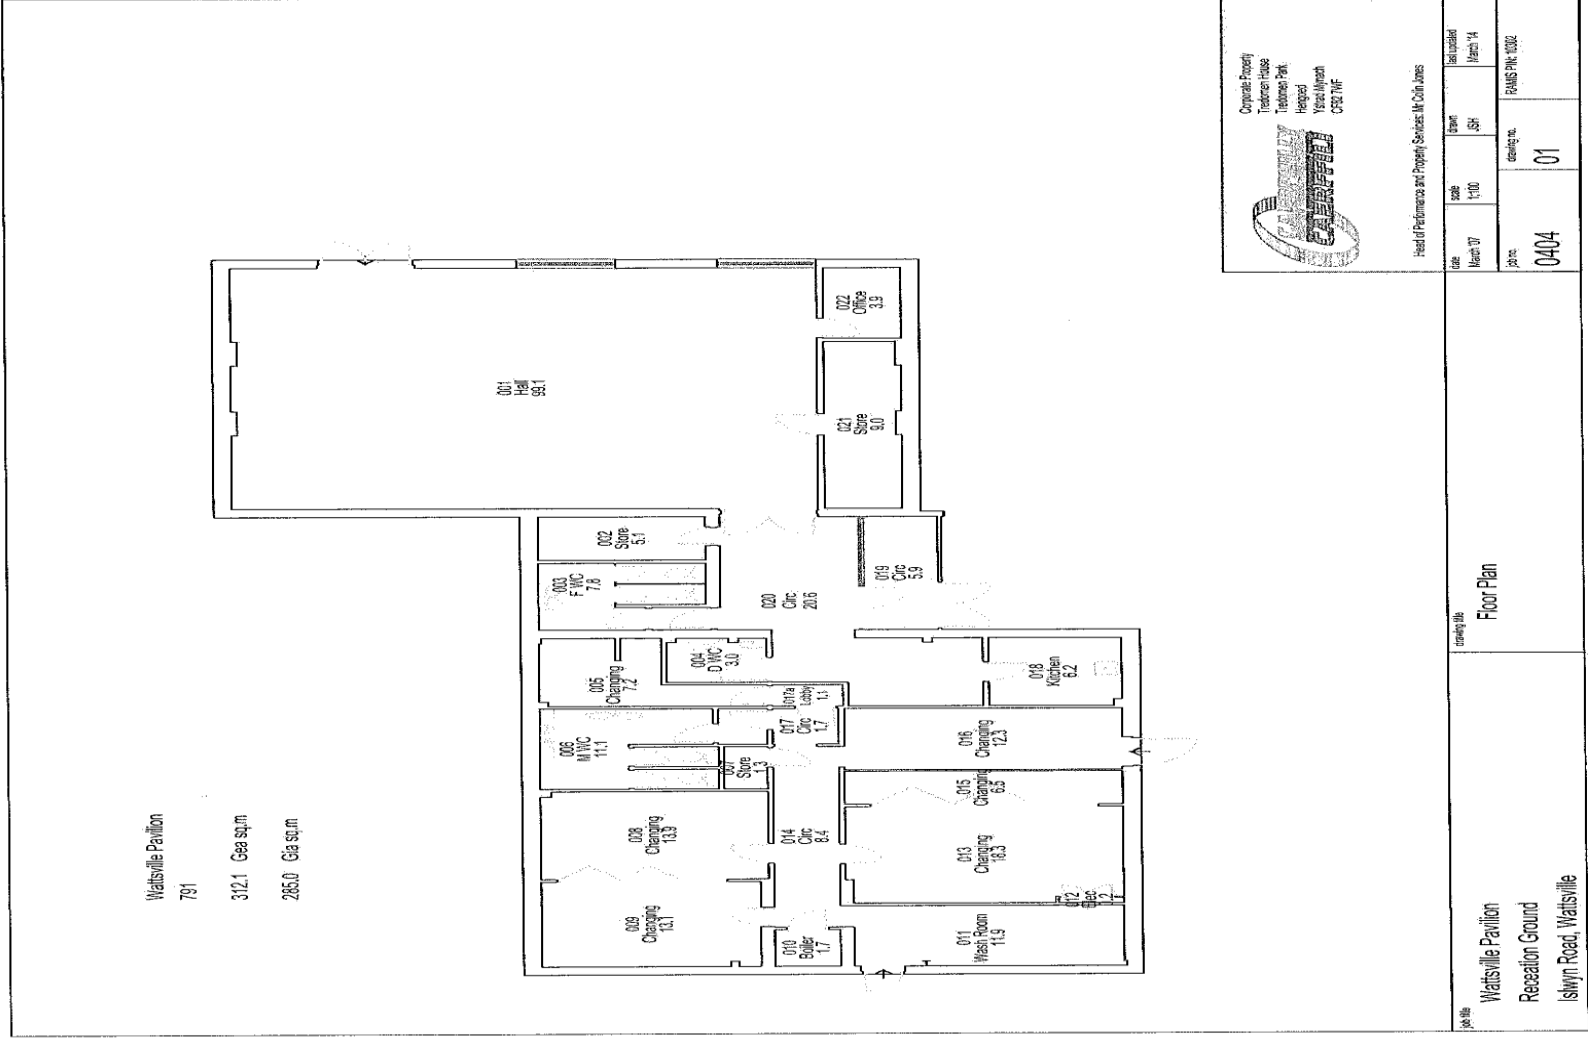 Wattsville Pavilion
791
312.1 Gea sq.m
285.0 Gia sq.m
001
Hall
99.1
002
Store
5.1
003
F WC
7.8
004
D WC
3.0
005
Changing
7.2
006
M WC
11.1
007
Store
1.3
008
Changing
13.9
009
Changing
13.1
010
Boiler
1.7
011
Wash Room
11.9
012
Elec
1.2
013
Changing
18.3
014
Circ
8.4
015
Changing
6.5
016
Changing
12.3
017
Circ
1.7
017a
Lobby
1.1
018
Kitchen
6.2
019
Circ
5.9
020
Circ.
20.6
021
Store
9.0
022
Office
3.9
CAERPHILLY
CAERFFILI
Corporate Property
Tredomen House
Tredomen Park
Hengoed
Ystrad Mynach
CF82 7WF
Head of Performance and Property Services: Mr Colin Jones
job title
Wattsville Pavilion
Receation Ground
Islwyn Road, Wattsville
drawing title
Floor Plan
date
March '07
scale
1;100
drawn
JSH
last updated
March '14
job no.
0404
drawing no.
01
RAMIS PIN: 10302